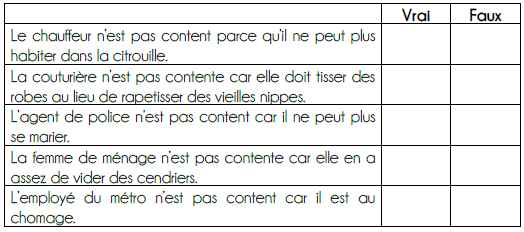 Vrai Faux
Le chauffeur n'est pas content parce qu'il ne peut plus
habiter dans la citrouille.
La couturière n'est pas contente car elle doit tisser des
robes au lieu de rapetisser des vieilles nippes.
L'agent de police n'est pas content car il ne peut plus
se marier.
La femme de ménage n'est pas contente car elle en a
assez de vider des cendriers.
L'employé du métro n'est pas content car il est au
chomage.